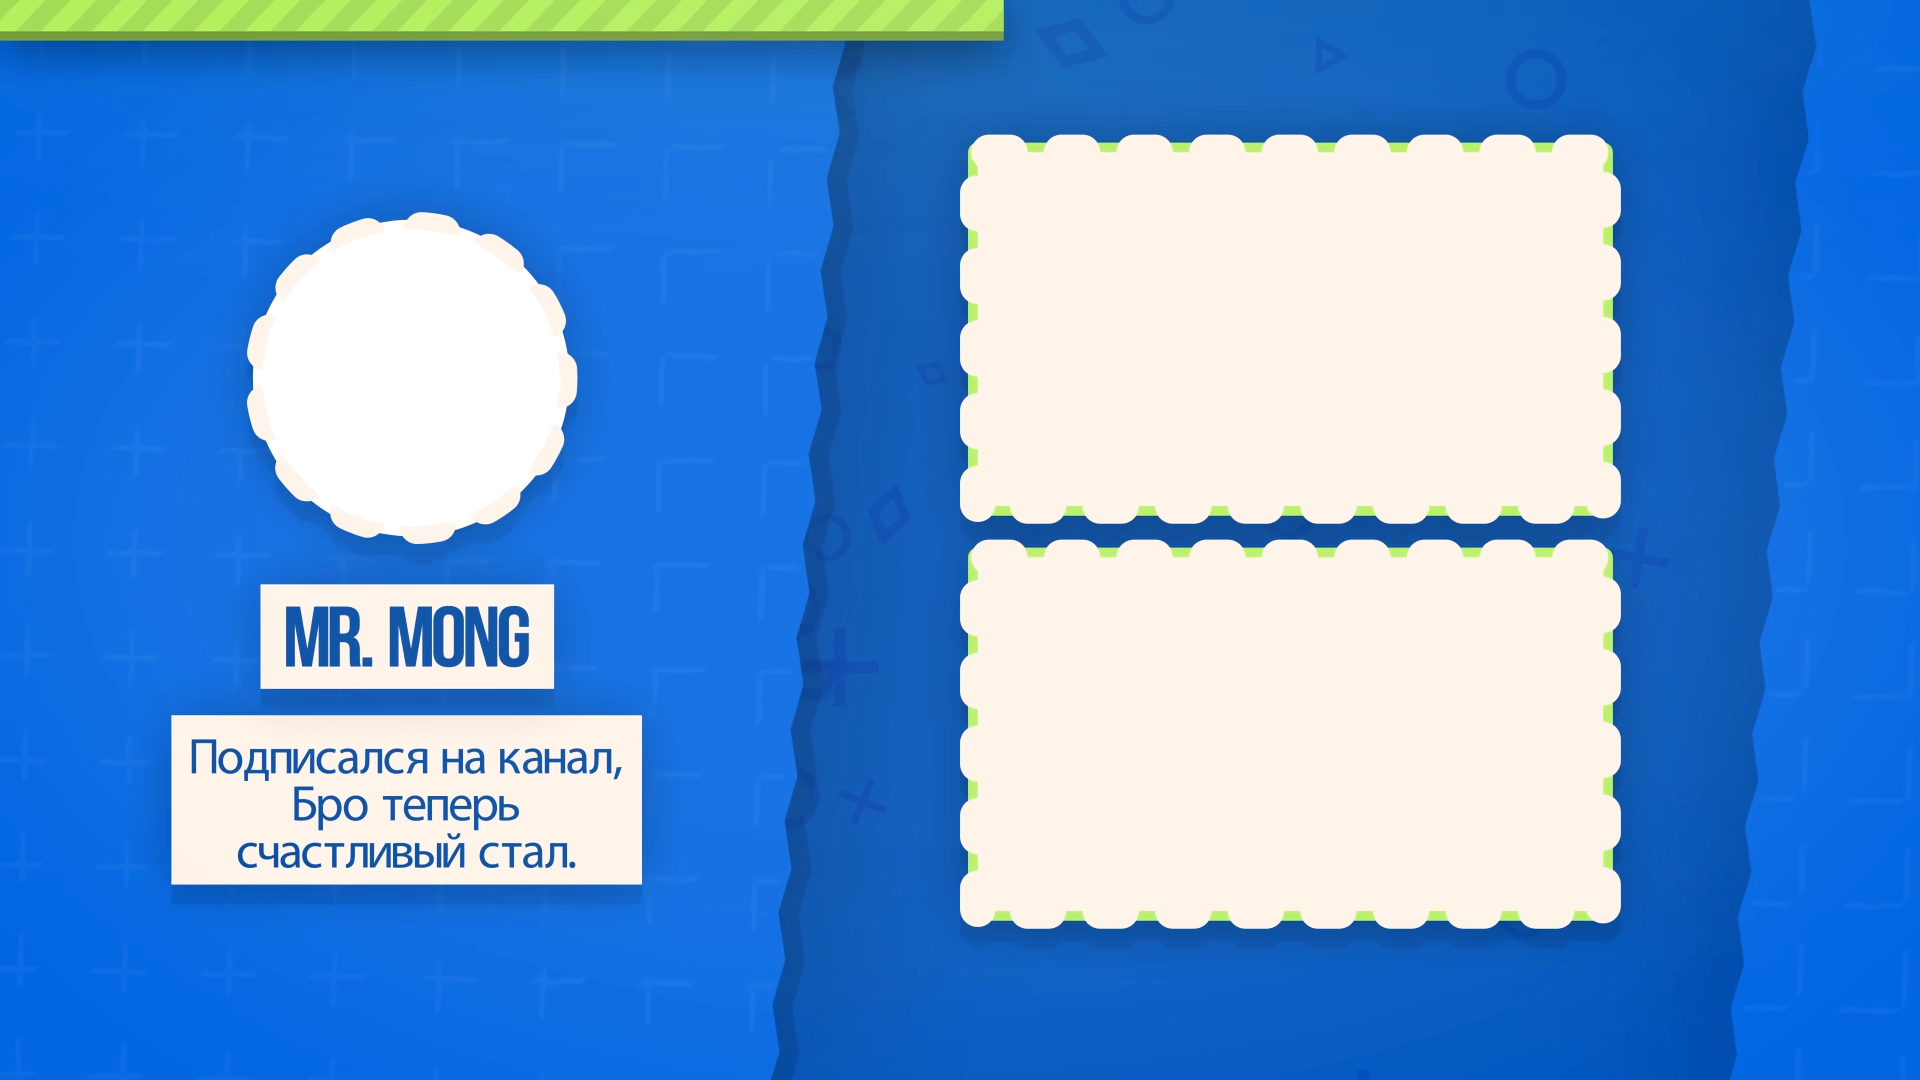 MR. MONG
Подписался на канал,
Бро теперь
счастливый стал.